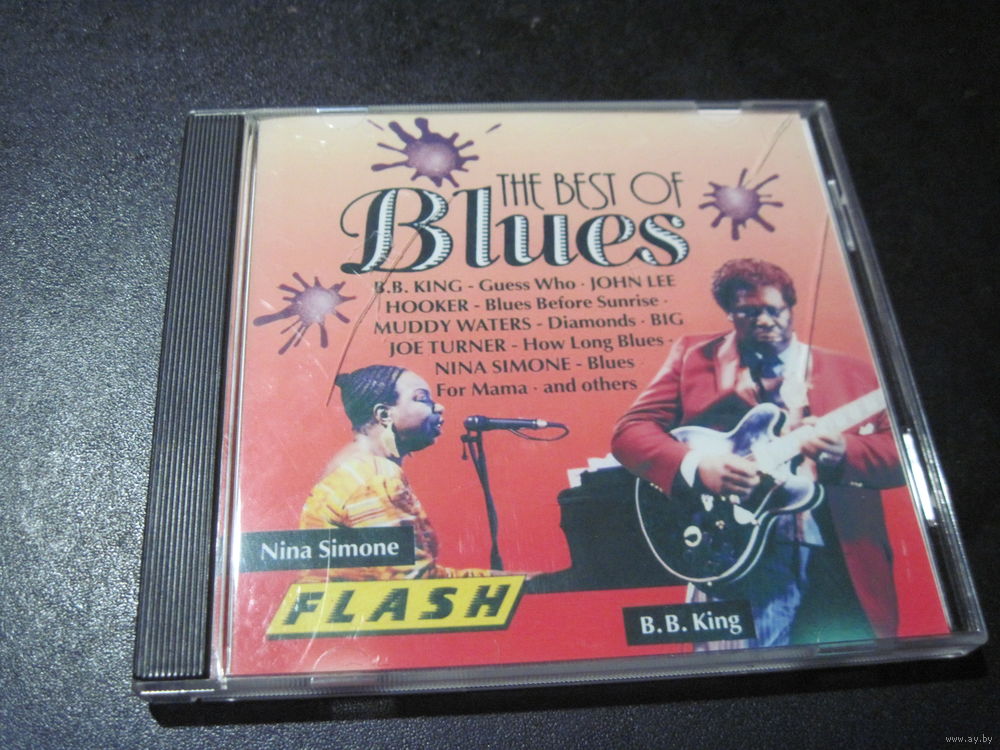 THE BEST OF
Blues
B.B. KING - Guess Who · JOHN LEE
HOOKER - Blues Before Sunrise ·
MUDDY WATERS - Diamonds · BIG
JOE TURNER - How Long Blues ·
NINA SIMONE - Blues
For Mama · and others
Nina Simone
FLASH
B.B. King
www.ay.by